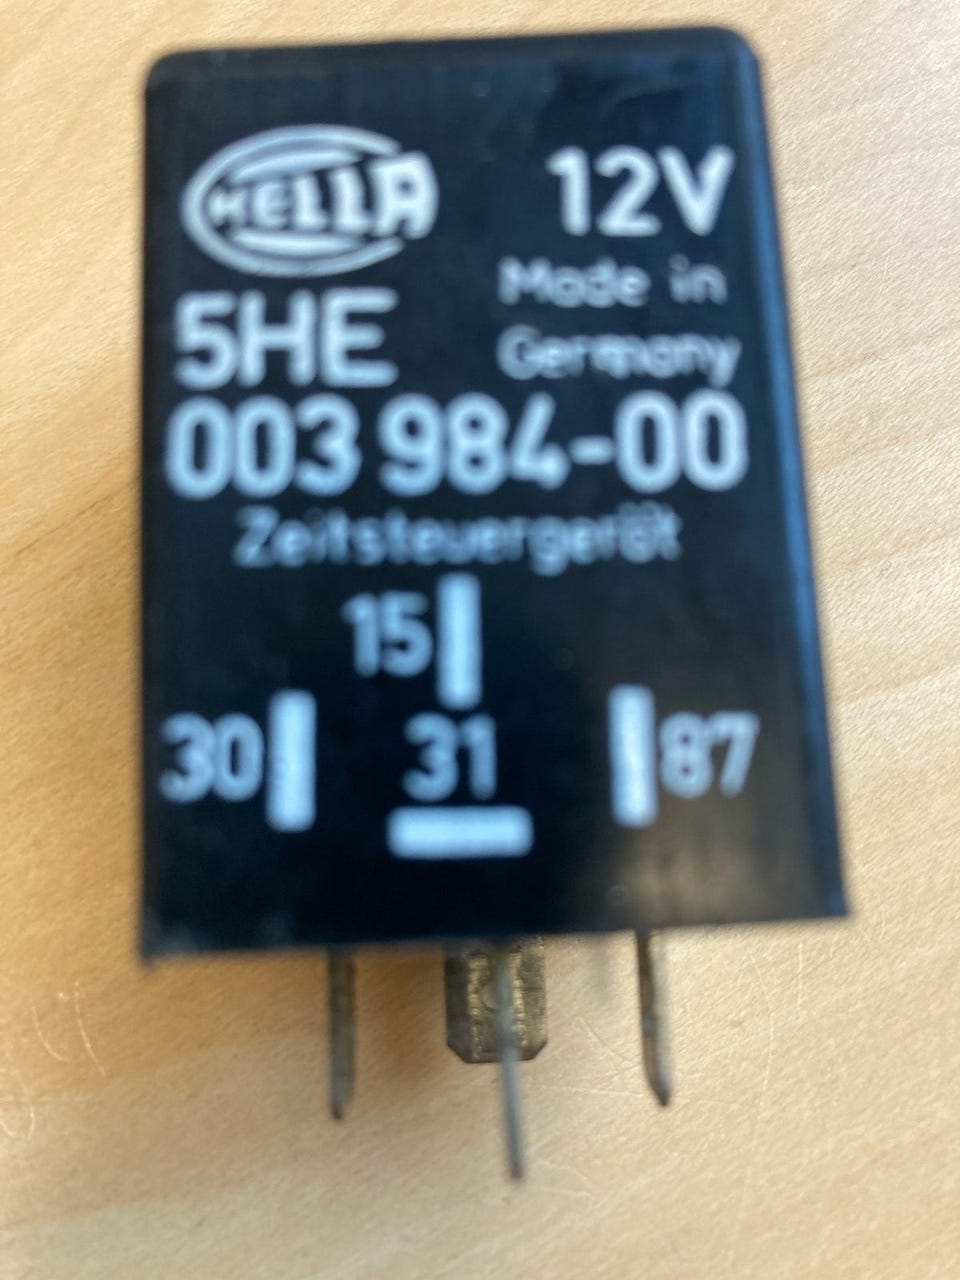 HELLA
12V
Made in
Germany
5HE
003 984-00
Zeitsteuergerät
15
30
31
87